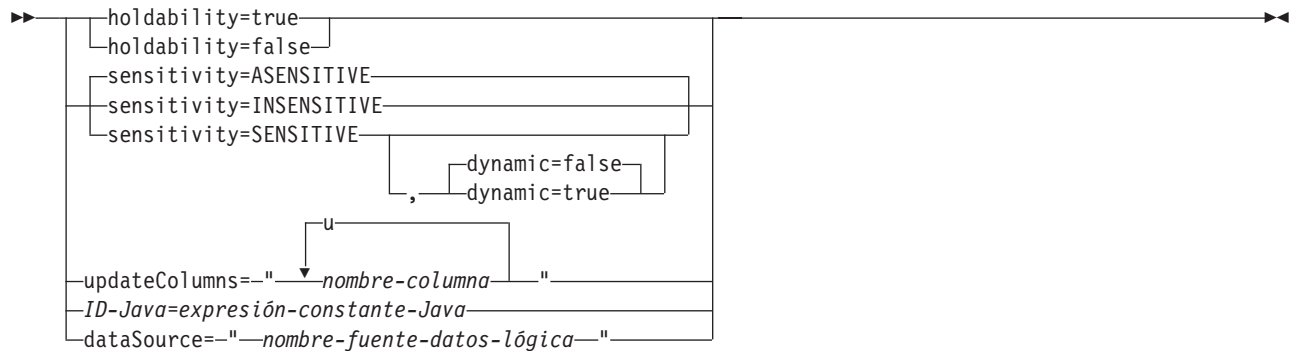 holdability=true
holdability=false
sensitivity=ASENSITIVE
sensitivity=INSENSITIVE
sensitivity=SENSITIVE
dynamic=false
, dynamic=true
u
updateColumns= " nombre-columna "
ID-Java=expresión-constante-Java
dataSource= " nombre-fuente-datos-lógica "